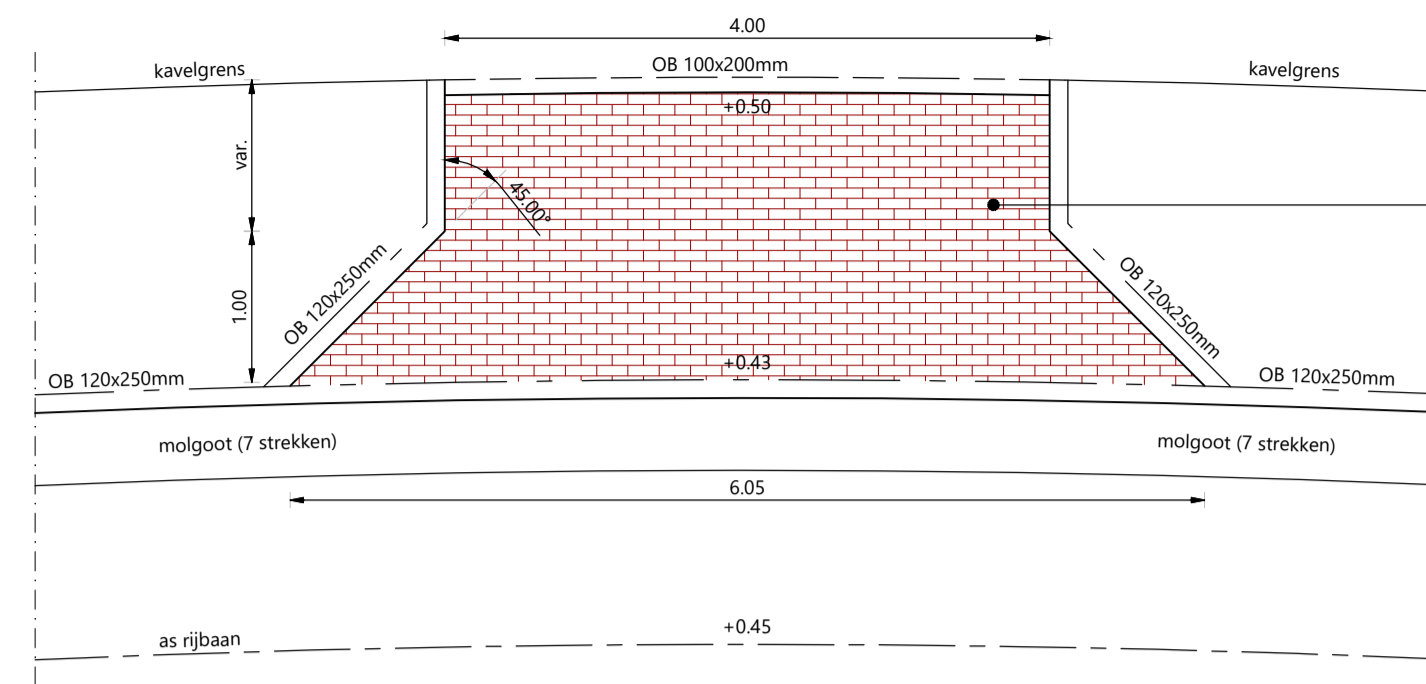 4.00
OB 100x200mm
kavelgrens
kavelgrens
+0.50
var.
45.00°
1.00
OB 120x250mm
OB 120x250mm
+0.43
OB 120x250mm
OB 120x250mm
molgoot (7 strekken)
molgoot (7 strekken)
6.05
+0.45
as rijbaan